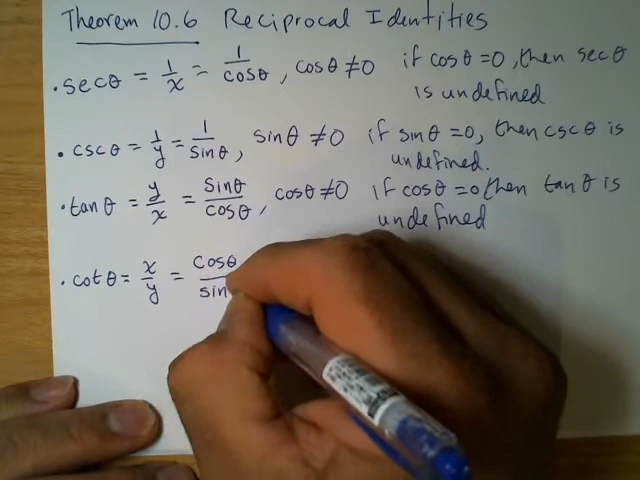 Theorem 10.6 Reciprocal Identities
• secθ = 1/x = 1/cosθ, cosθ ≠ 0 if cosθ = 0, then secθ
is undefined
• cscθ = 1/y = 1/sinθ, sinθ ≠ 0 if sinθ = 0, then cscθ is
undefined.
• tanθ = y/x = sinθ/cosθ, cosθ ≠ 0 if cosθ = 0 then tanθ is
undefined
• cotθ = x/y = cosθ/sin